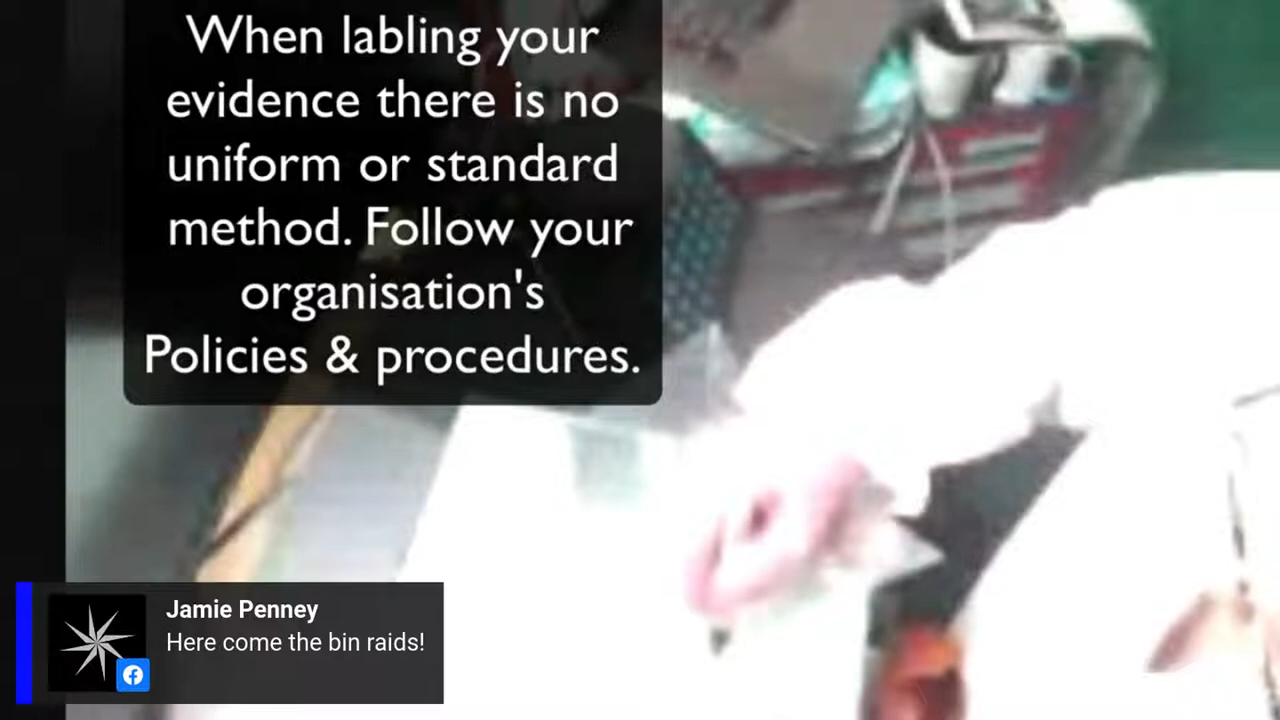 When labling your
evidence there is no
uniform or standard
method. Follow your
organisation's
Policies & procedures.
Jamie Penney
Here come the bin raids!